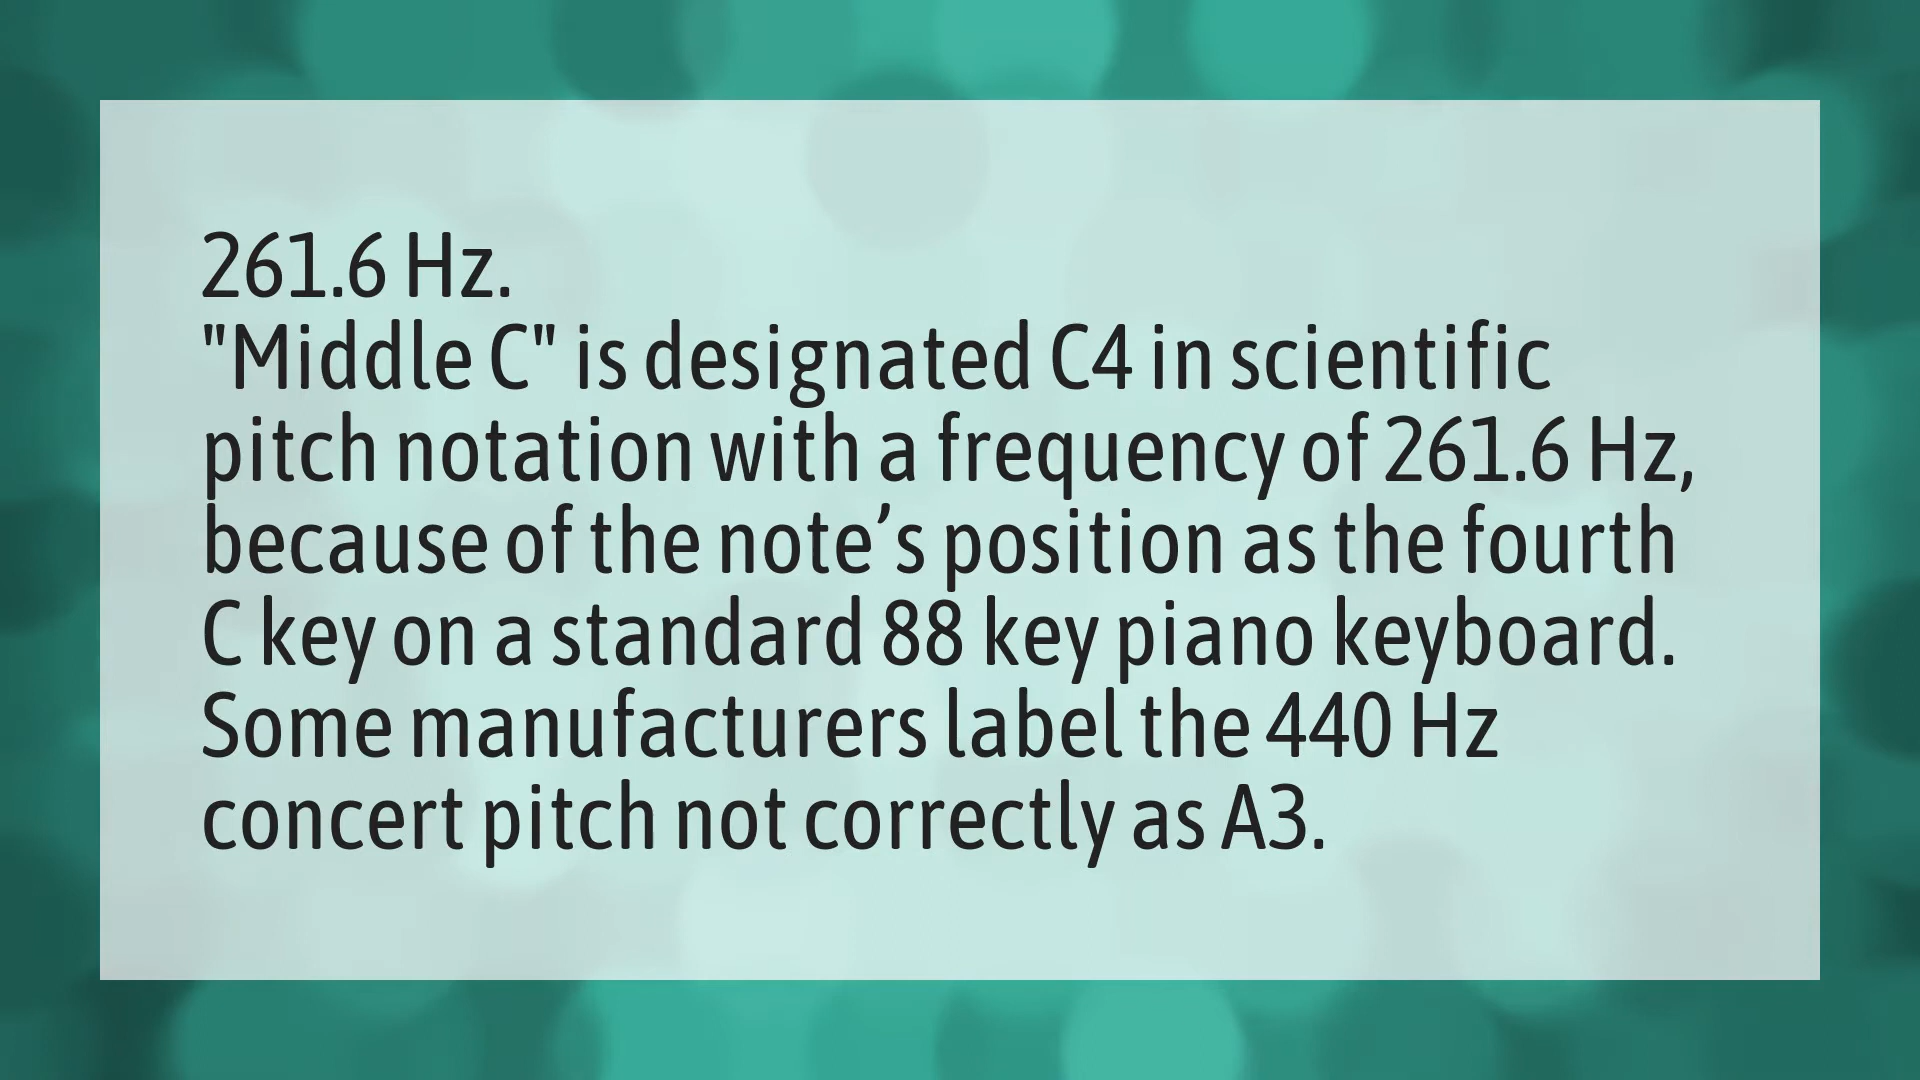 261.6 Hz.
"Middle C" is designated C4 in scientific
pitch notation with a frequency of 261.6 Hz,
because of the note’s position as the fourth
C key on a standard 88 key piano keyboard.
Some manufacturers label the 440 Hz
concert pitch not correctly as A3.